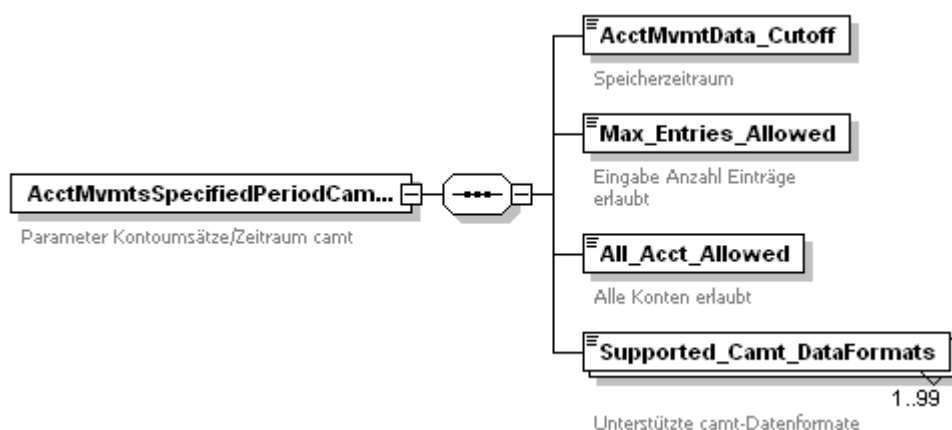 AcctMvmtData_Cutoff
Speicherzeitraum
Max_Entries_Allowed
Eingabe Anzahl Einträge
erlaubt
AcctMvmtsSpecifiedPeriodCam...
Parameter Kontoumsätze/Zeitraum camt
All_Acct_Allowed
Alle Konten erlaubt
Supported_Camt_DataFormats
1..99
Unterstützte camt-Datenformate